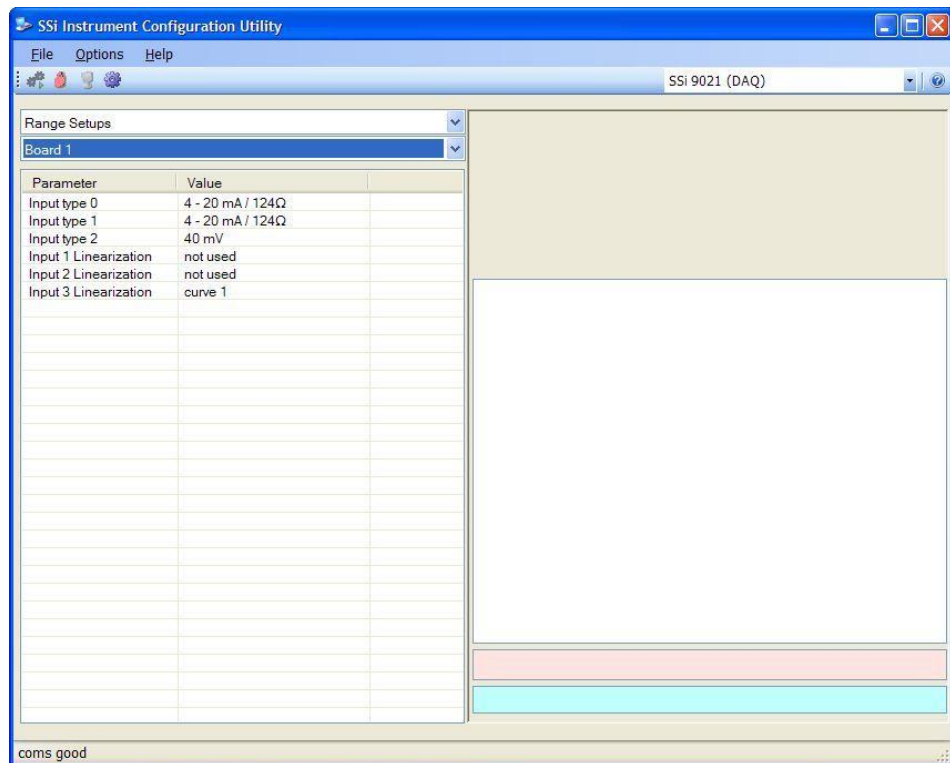 SSi Instrument Configuration Utility
File Options Help
SSi 9021 (DAQ)
Range Setups
Board 1
Parameter Value
Input type 0 4 - 20 mA / 124Ω
Input type 1 4 - 20 mA / 124Ω
Input type 2 40 mV
Input 1 Linearization not used
Input 2 Linearization not used
Input 3 Linearization curve 1
coms good